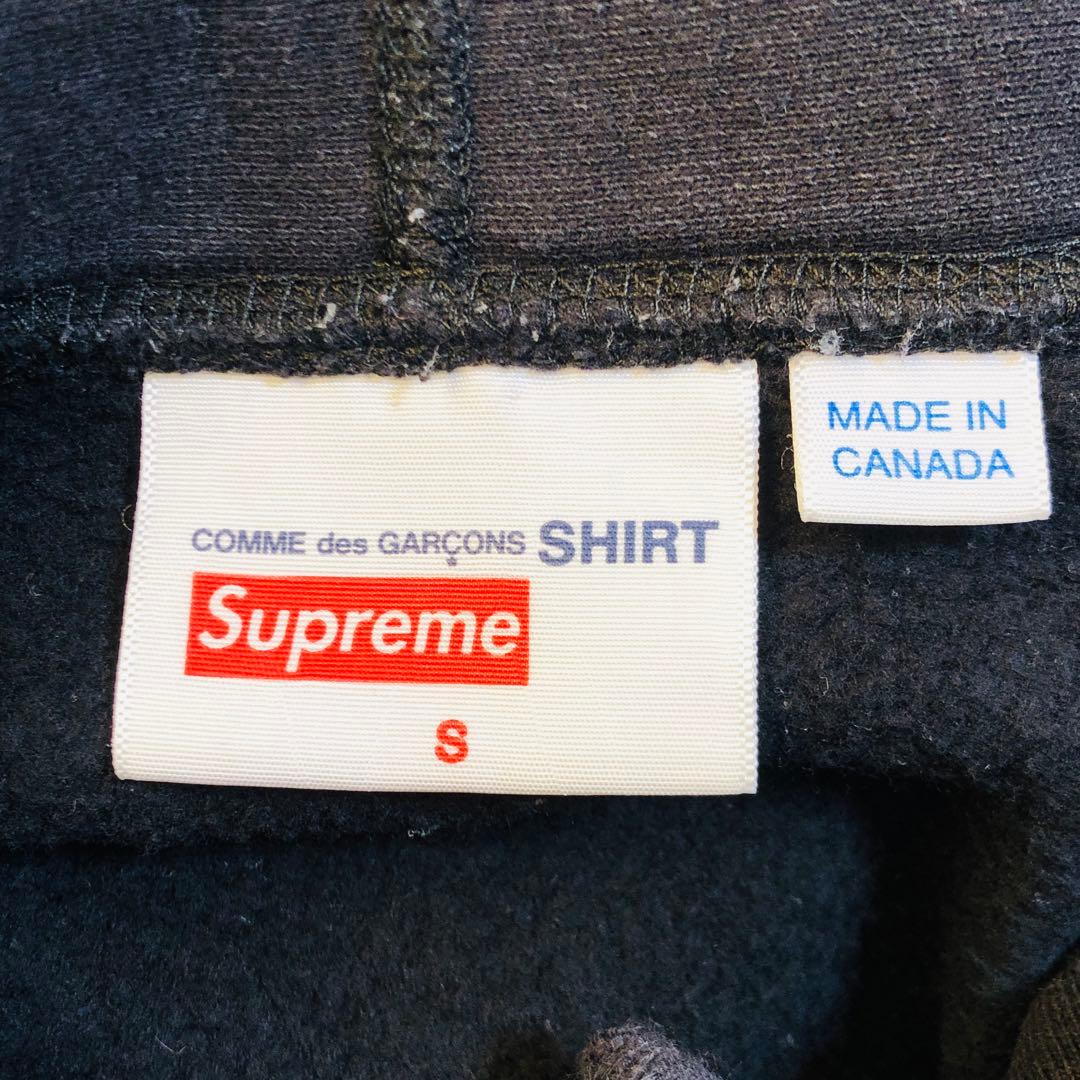 COMME des GARÇONS SHIRT
Supreme
S
MADE IN
CANADA